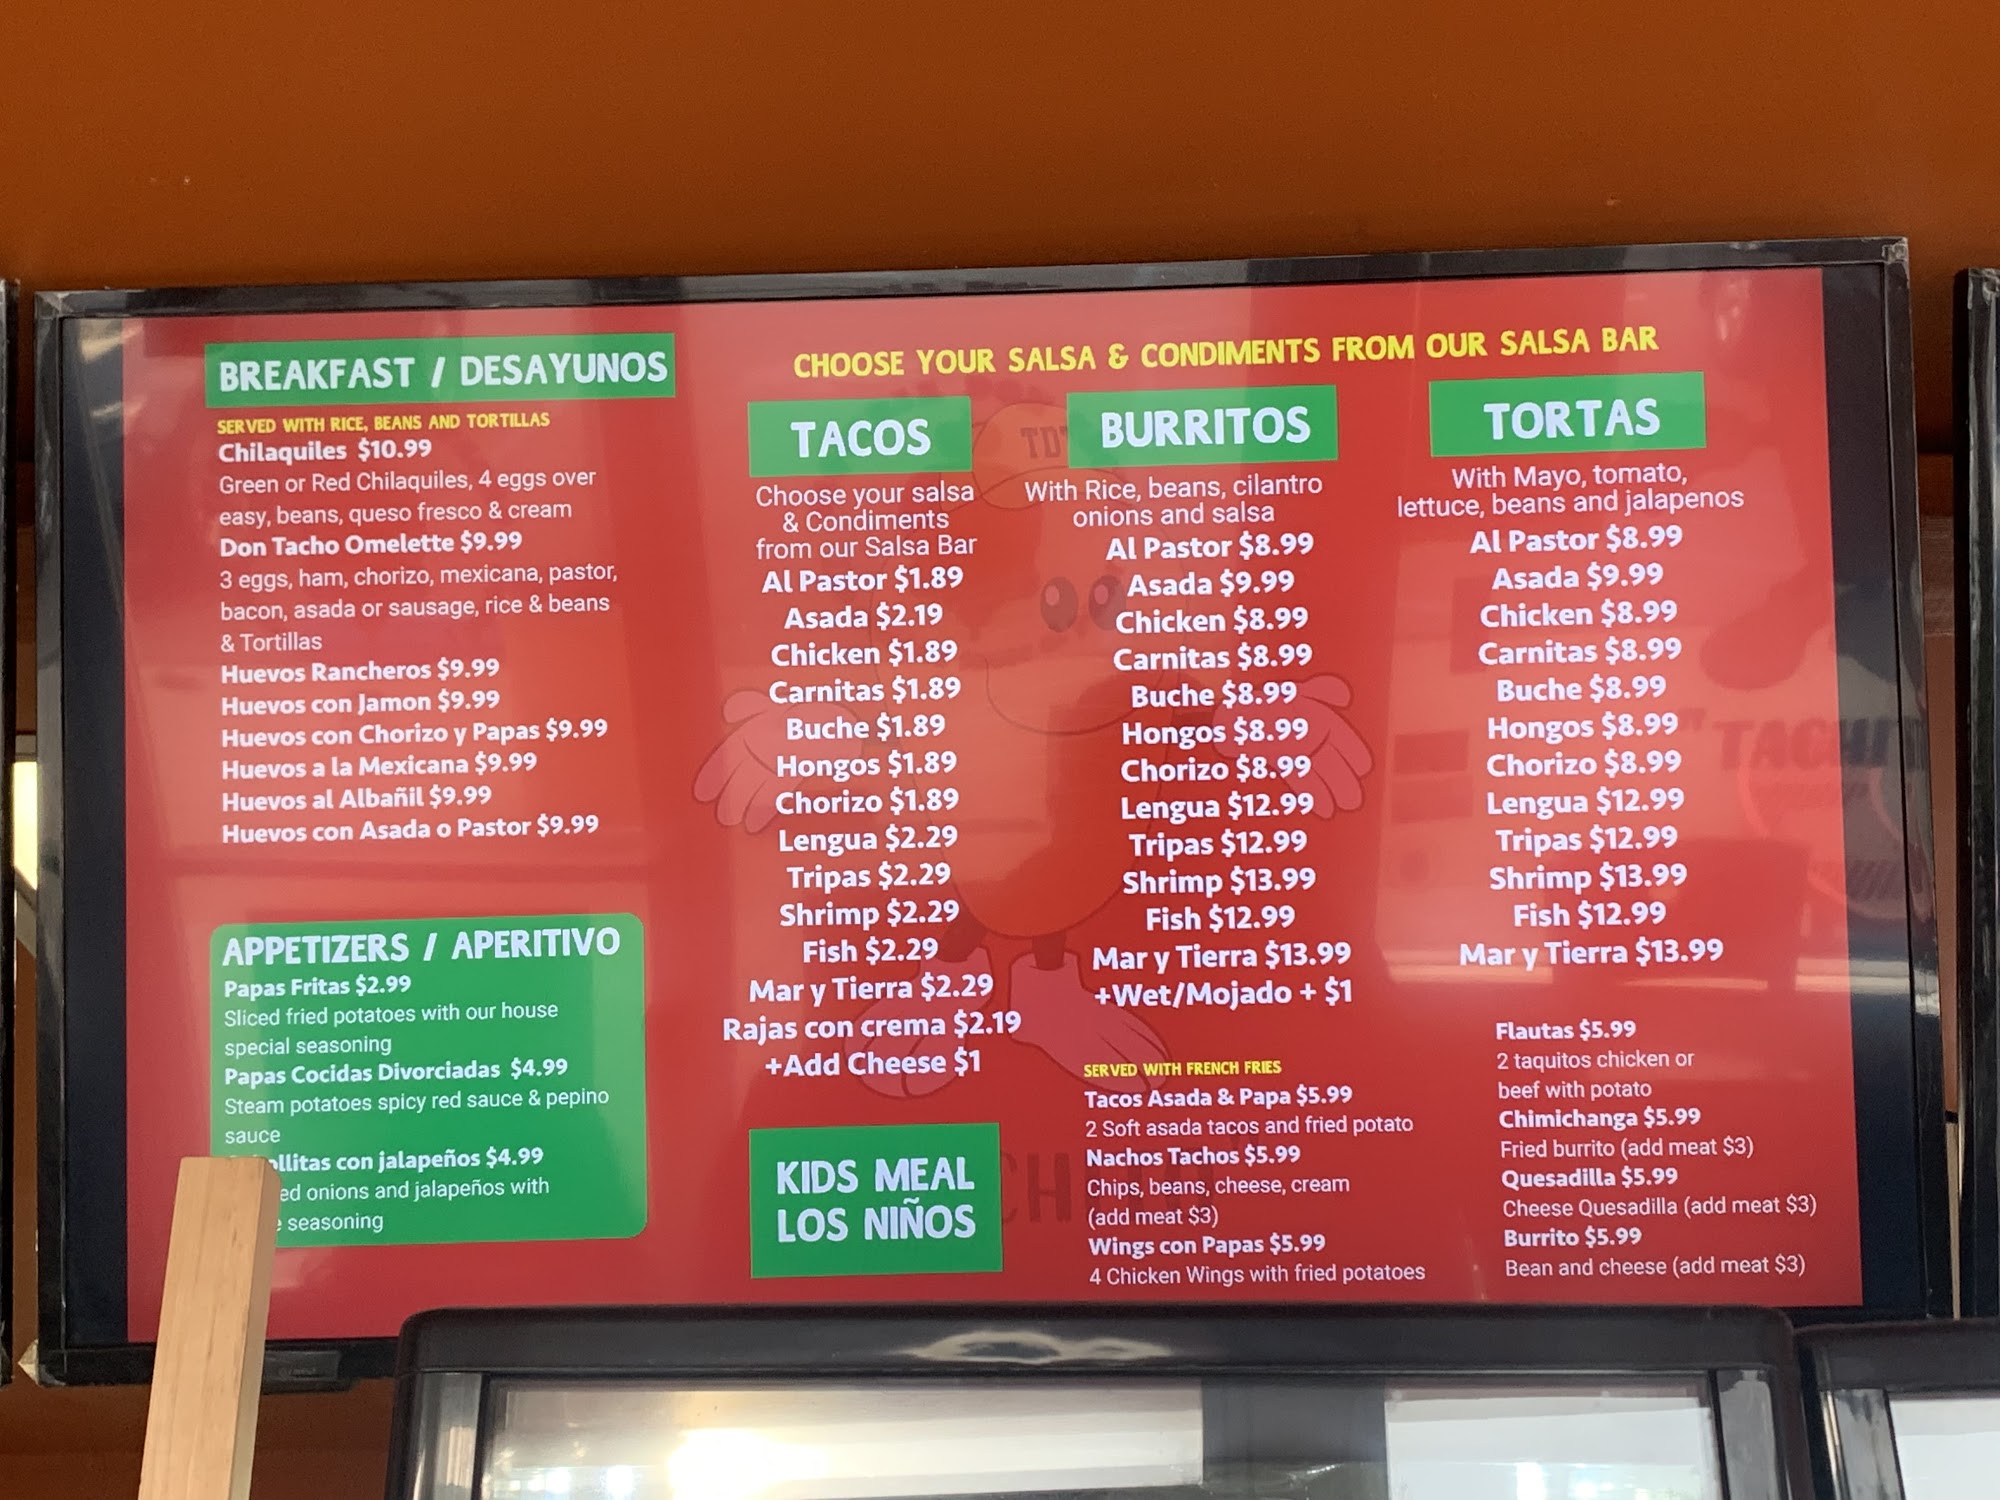 BREAKFAST / DESAYUNOS
SERVED WITH RICE, BEANS AND TORTILLAS
Chilaquiles $10.99
Green or Red Chilaquiles, 4 eggs over
easy, beans, queso fresco & cream
Don Tacho Omelette $9.99
3 eggs, ham, chorizo, mexicana, pastor,
bacon, asada or sausage, rice & beans
& Tortillas
Huevos Rancheros $9.99
Huevos con Jamon $9.99
Huevos con Chorizo y Papas $9.99
Huevos a la Mexicana $9.99
Huevos al Albañil $9.99
Huevos con Asada o Pastor $9.99
APPETIZERS / APERITIVO
Papas Fritas $2.99
Sliced fried potatoes with our house
special seasoning
Papas Cocidas Divorciadas $4.99
Steam potatoes spicy red sauce & pepino
sauce
con jalapeños $4.99
onions and jalapeños with
seasoning
CHOOSE YOUR SALSA & CONDIMENTS FROM OUR SALSA BAR
TACOS
Choose your salsa
& Condiments
from our Salsa Bar
Al Pastor $1.89
Asada $2.19
Chicken $1.89
Carnitas $1.89
Buche $1.89
Hongos $1.89
Chorizo $1.89
Lengua $2.29
Tripas $2.29
Shrimp $2.29
Fish $2.29
Mar y Tierra $2.29
Rajas con crema $2.19
+Add Cheese $1
BURRITOS
With Rice, beans, cilantro
onions and salsa
Al Pastor $8.99
Asada $9.99
Chicken $8.99
Carnitas $8.99
Buche $8.99
Hongos $8.99
Chorizo $8.99
Lengua $12.99
Tripas $12.99
Shrimp $13.99
Fish $12.99
Mar y Tierra $13.99
+Wet/Mojado + $1
TORTAS
With Mayo, tomato,
lettuce, beans and jalapenos
Al Pastor $8.99
Asada $9.99
Chicken $8.99
Carnitas $8.99
Buche $8.99
Hongos $8.99
Chorizo $8.99
Lengua $12.99
Tripas $12.99
Shrimp $13.99
Fish $12.99
Mar y Tierra $13.99
KIDS MEAL
LOS NIÑOS
SERVED WITH FRENCH FRIES
Tacos Asada & Papa $5.99
2 Soft asada tacos and fried potato
Nachos Tachos $5.99
Chips, beans, cheese, cream
(add meat $3)
Wings con Papas $5.99
4 Chicken Wings with fried potatoes
Flautas $5.99
2 taquitos chicken or
beef with potato
Chimichanga $5.99
Fried burrito (add meat $3)
Quesadilla $5.99
Cheese Quesadilla (add meat $3)
Burrito $5.99
Bean and cheese (add meat $3)